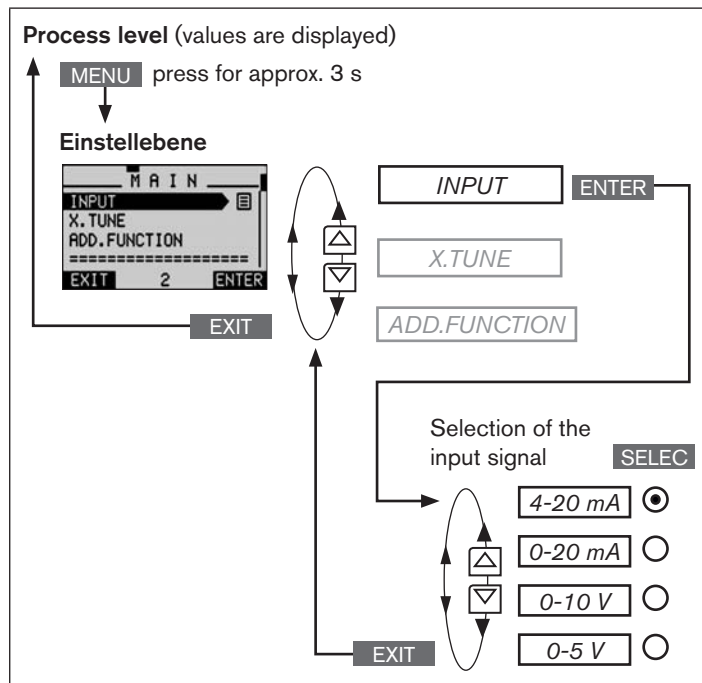 Process level (values are displayed)
MENU press for approx. 3 s
Einstellebene
MAIN
INPUT
X.TUNE
ADD.FUNCTION
EXIT 2 ENTER
EXIT
INPUT ENTER
X.TUNE
ADD.FUNCTION
Selection of the
input signal
SELEC
4-20 mA
0-20 mA
0-10 V
0-5 V
EXIT